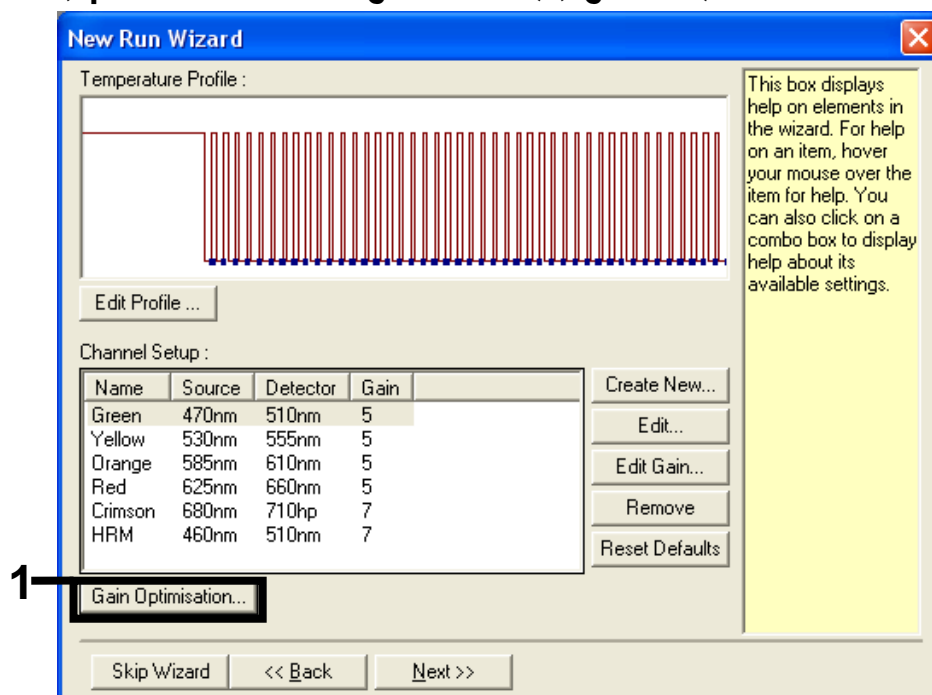 New Run Wizard
Temperature Profile :
This box displays
help on elements in
the wizard. For help
on an item, hover
your mouse over the
item for help. You
can also click on a
combo box to display
help about its
available settings.
Edit Profile ...
Channel Setup :
Name Source Detector Gain
Green 470nm 510nm 5
Yellow 530nm 555nm 5
Orange 585nm 610nm 5
Red 625nm 660nm 5
Crimson 680nm 710hp 7
HRM 460nm 510nm 7
Create New...
Edit...
Edit Gain...
Remove
Reset Defaults
1
Gain Optimisation...
Skip Wizard << Back Next >>